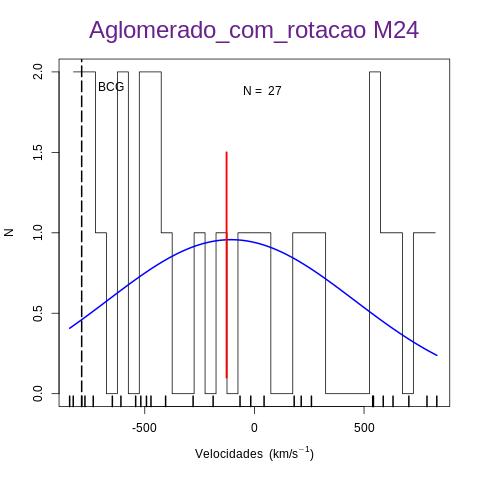 Aglomerado_com_rotacao M24
BCG
N = 27
2.0
1.5
1.0
0.5
0.0
N
-500 0 500
Velocidades (km/s⁻¹)